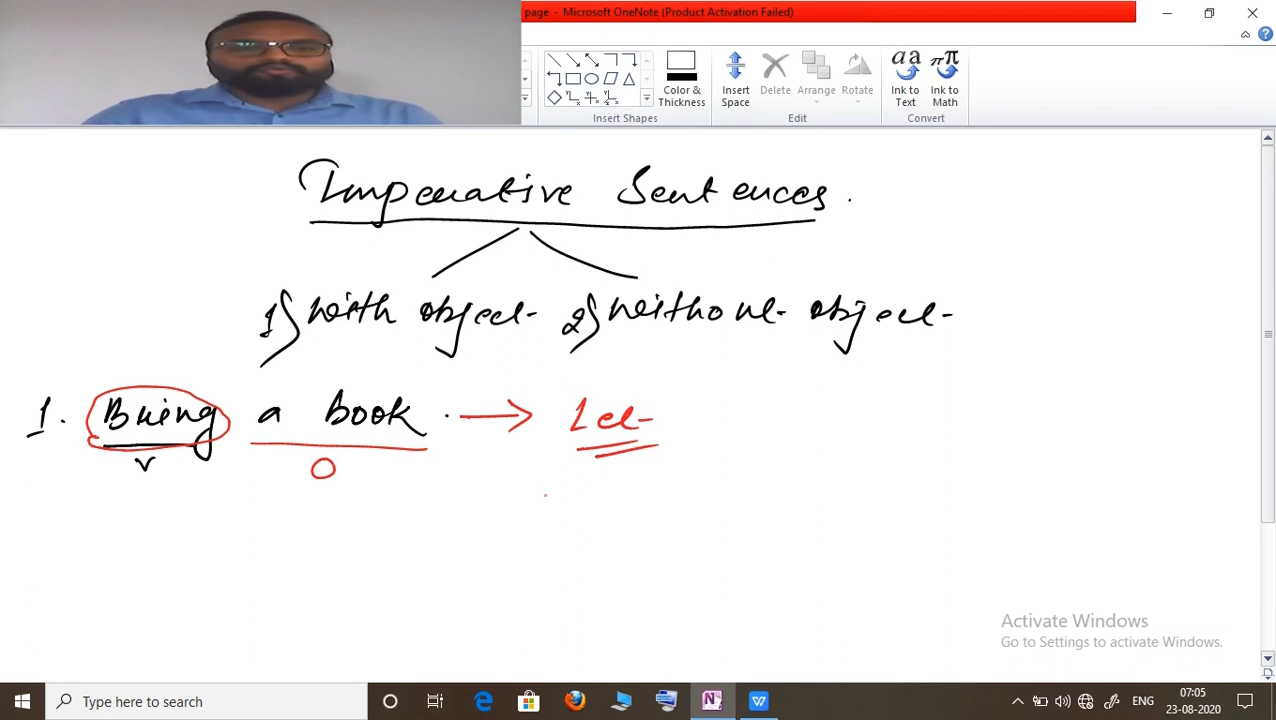 page - Microsoft OneNote (Product Activation Failed)
Color & Thickness
Insert Space
Delete
Arrange
Rotate
Ink to Text
Ink to Math
Insert Shapes
Edit
Convert
Imperative Sentences.
1) with object 2) without object
1. Bring a book. → Let
v
O
Activate Windows
Go to Settings to activate Windows.
Type here to search
ENG
07:05
23-08-2020